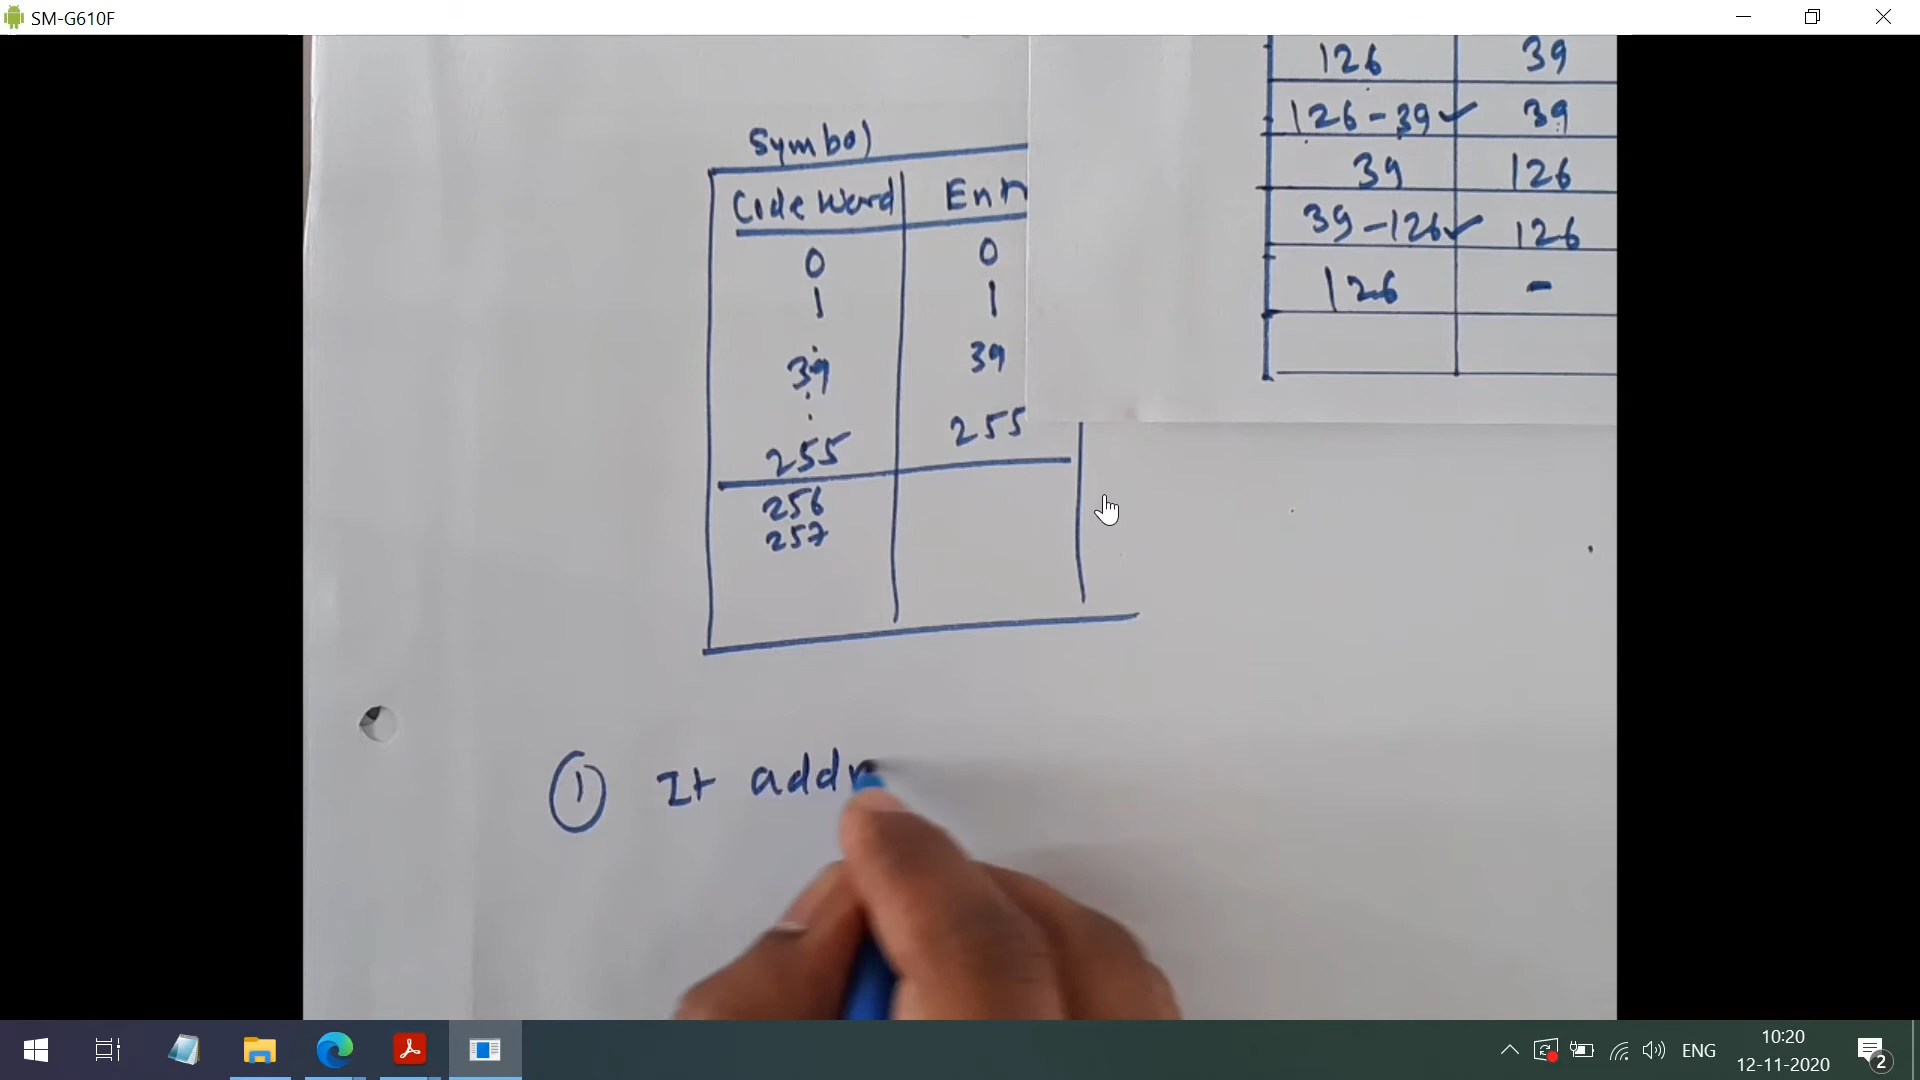 SM-G610F
126 39
126-39✓ 39
39 126
39-126✓ 126
126 -
Symbol
Code Word Entr
0 0
1 1
39 39
255 255
256
257
① It addr
ENG
10:20
12-11-2020
2